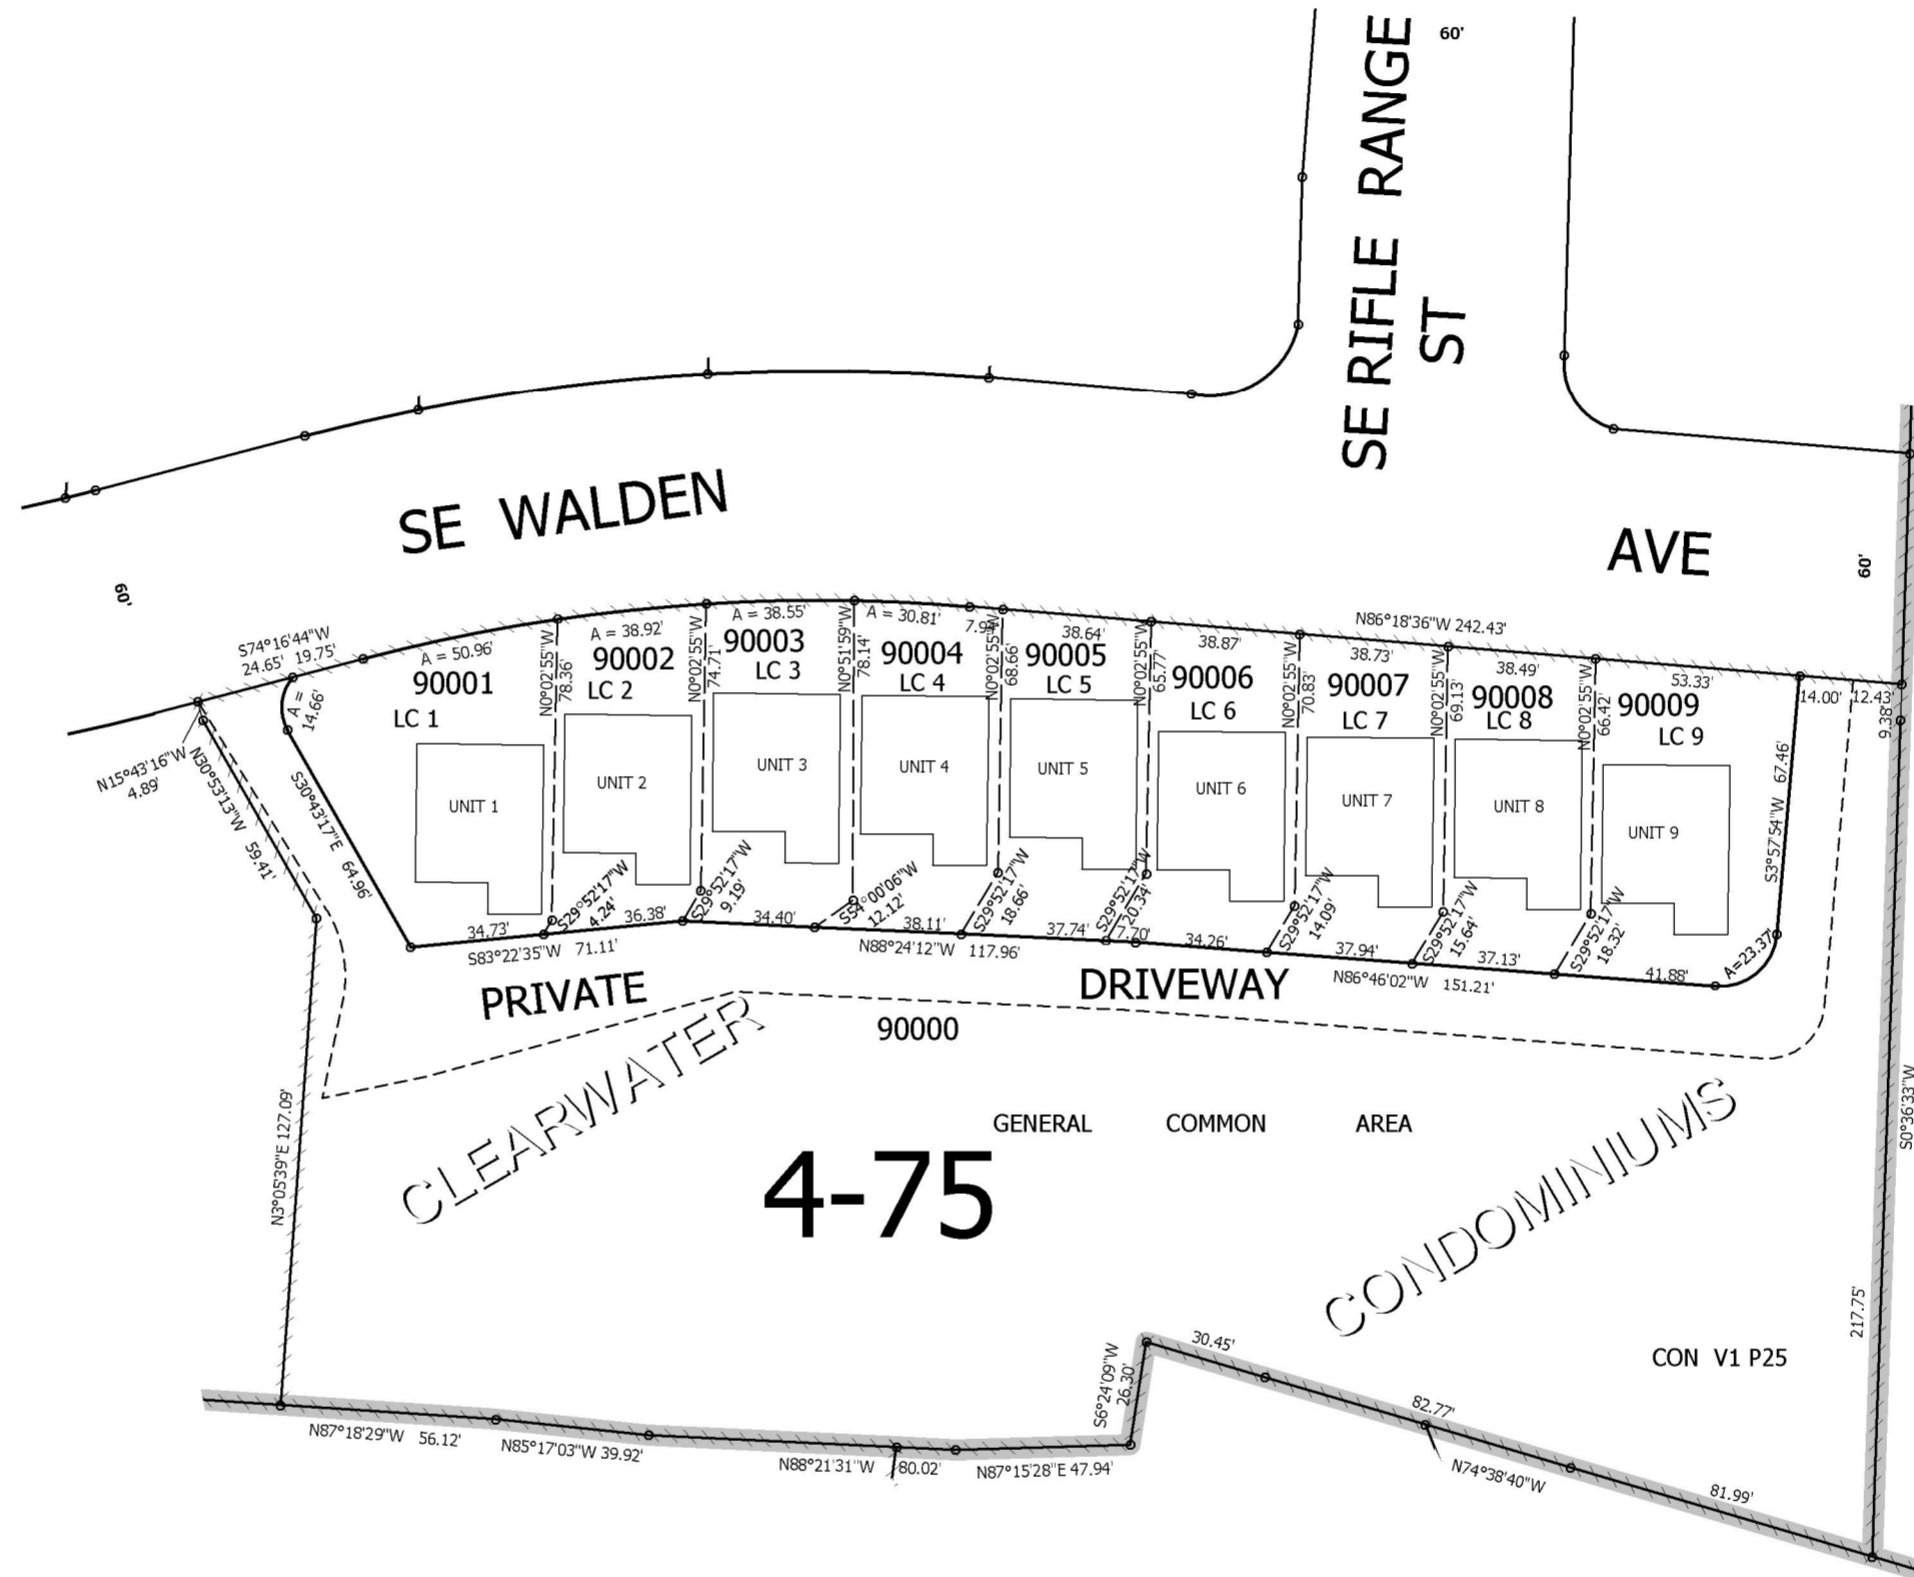 60'
SE RIFLE RANGE
ST
SE WALDEN
AVE
60'
60'
S74°16'44"W
24.65' 19.75'
A = 50.96'
A = 38.92'
A = 38.55'
A = 30.81'
7.94'
38.64'
38.87'
N86°18'36"W 242.43'
38.73'
38.49'
53.33'
14.00'
12.43'
9.38'
90001
LC 1
90002
LC 2
90003
LC 3
90004
LC 4
90005
LC 5
90006
LC 6
90007
LC 7
90008
LC 8
90009
LC 9
A =
14.66'
N0°02'55"W
78.36'
N0°02'55"W
74.71'
N0°51'59"W
78.14'
N0°02'55"W
68.66'
N0°02'55"W
65.77'
N0°02'55"W
70.83'
N0°02'55"W
69.13'
N0°02'55"W
66.42'
S3°57'54"W 67.46'
N15°43'16"W
4.89'
N30°53'13"W 59.41'
S30°43'17"E 64.96'
UNIT 1
UNIT 2
UNIT 3
UNIT 4
UNIT 5
UNIT 6
UNIT 7
UNIT 8
UNIT 9
S29°52'17"W
4.24'
S29°52'17"W
9.19'
S54°00'06"W
12.12'
S29°52'17"W
18.66'
S29°52'17"W
20.34'
S29°52'17"W
14.09'
S29°52'17"W
15.64'
S29°52'17"W
18.32'
34.73'
36.38'
34.40'
38.11'
37.74'
7.70'
34.26'
37.94'
37.13'
41.88'
A=23.37'
S83°22'35"W 71.11'
N88°24'12"W 117.96'
N86°46'02"W 151.21'
PRIVATE
DRIVEWAY
90000
CLEARWATER
CONDOMINIUMS
GENERAL COMMON AREA
4-75
N3°05'39"E 127.09'
S0°36'33"W
217.75'
CON V1 P25
S6°24'09"W
26.30'
30.45'
82.77'
N74°38'40"W
81.99'
N87°18'29"W 56.12'
N85°17'03"W 39.92'
N88°21'31"W 80.02'
N87°15'28"E 47.94'